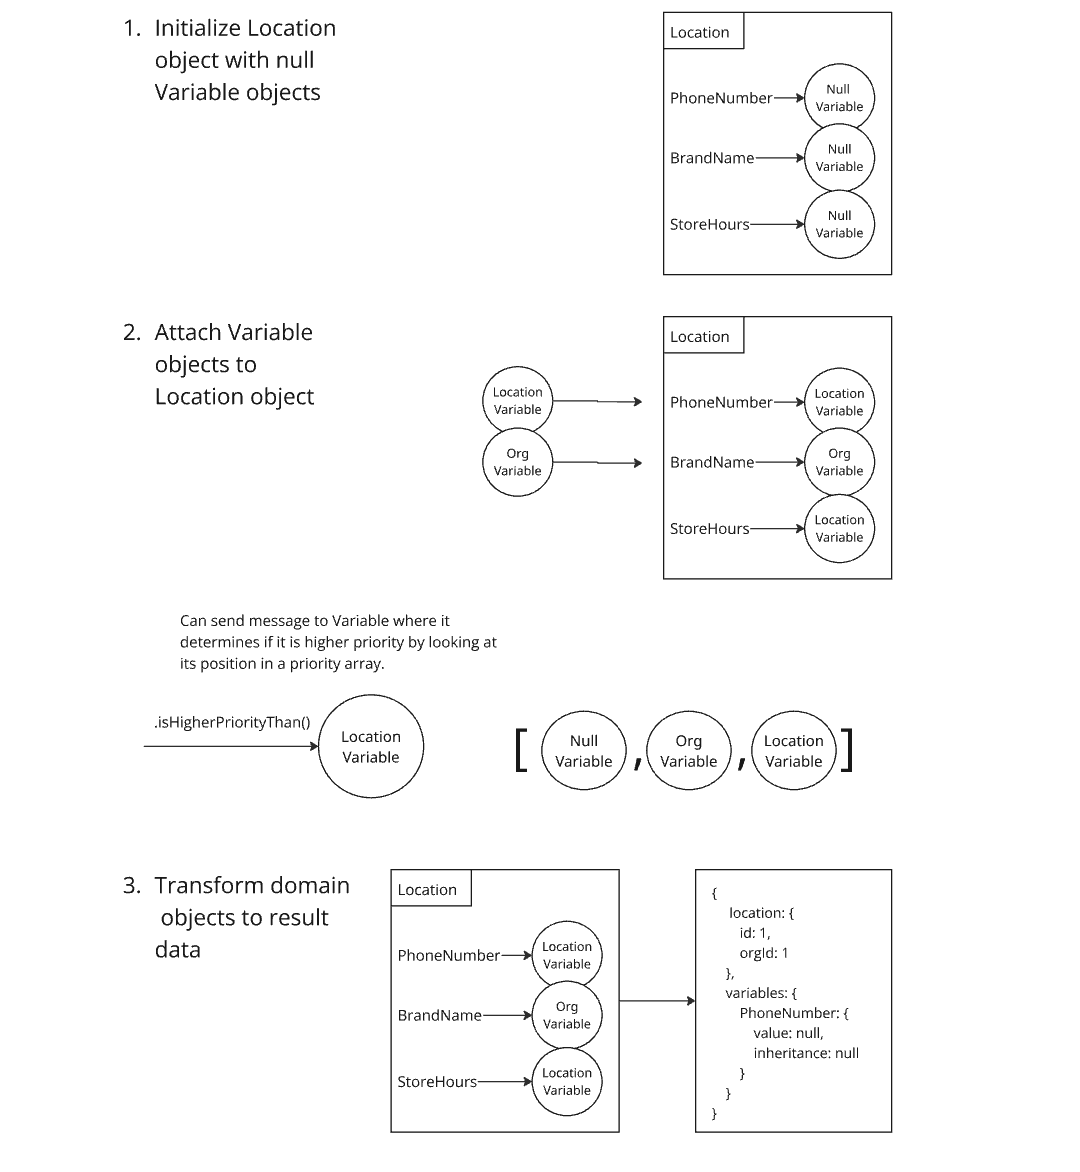 1. Initialize Location
object with null
Variable objects
Location
PhoneNumber
Null
Variable
BrandName
Null
Variable
StoreHours
Null
Variable
2. Attach Variable
objects to
Location object
Location
Variable
Org
Variable
Location
PhoneNumber
Location
Variable
BrandName
Org
Variable
StoreHours
Location
Variable
Can send message to Variable where it
determines if it is higher priority by looking at
its position in a priority array.
.isHigherPriorityThan()
Location
Variable
[
Null
Variable
,
Org
Variable
,
Location
Variable
]
3. Transform domain
objects to result
data
Location
PhoneNumber
Location
Variable
BrandName
Org
Variable
StoreHours
Location
Variable
{
location: {
id: 1,
orgId: 1
},
variables: {
PhoneNumber: {
value: null,
inheritance: null
}
}
}